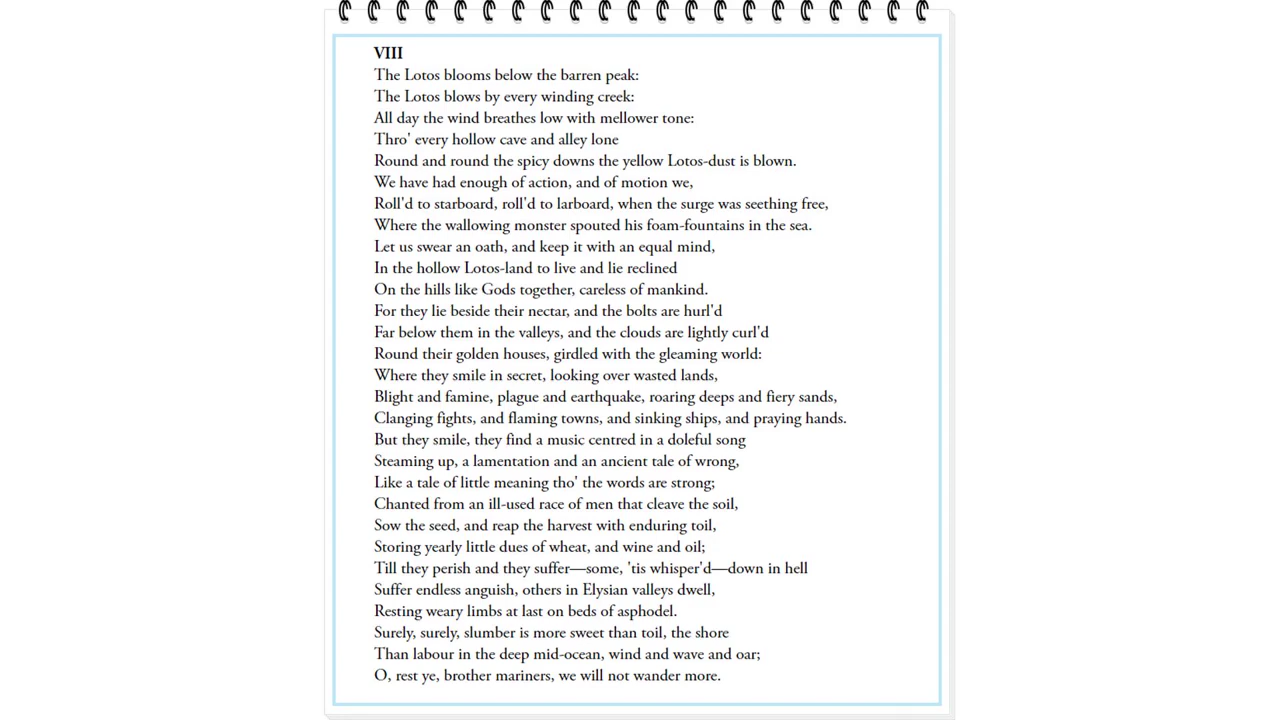 VIII
The Lotos blooms below the barren peak:
The Lotos blows by every winding creek:
All day the wind breathes low with mellower tone:
Thro' every hollow cave and alley lone
Round and round the spicy downs the yellow Lotos-dust is blown.
We have had enough of action, and of motion we,
Roll'd to starboard, roll'd to larboard, when the surge was seething free,
Where the wallowing monster spouted his foam-fountains in the sea.
Let us swear an oath, and keep it with an equal mind,
In the hollow Lotos-land to live and lie reclined
On the hills like Gods together, careless of mankind.
For they lie beside their nectar, and the bolts are hurl'd
Far below them in the valleys, and the clouds are lightly curl'd
Round their golden houses, girdled with the gleaming world:
Where they smile in secret, looking over wasted lands,
Blight and famine, plague and earthquake, roaring deeps and fiery sands,
Clanging fights, and flaming towns, and sinking ships, and praying hands.
But they smile, they find a music centred in a doleful song
Steaming up, a lamentation and an ancient tale of wrong,
Like a tale of little meaning tho' the words are strong;
Chanted from an ill-used race of men that cleave the soil,
Sow the seed, and reap the harvest with enduring toil,
Storing yearly little dues of wheat, and wine and oil;
Till they perish and they suffer—some, 'tis whisper'd—down in hell
Suffer endless anguish, others in Elysian valleys dwell,
Resting weary limbs at last on beds of asphodel.
Surely, surely, slumber is more sweet than toil, the shore
Than labour in the deep mid-ocean, wind and wave and oar;
O, rest ye, brother mariners, we will not wander more.